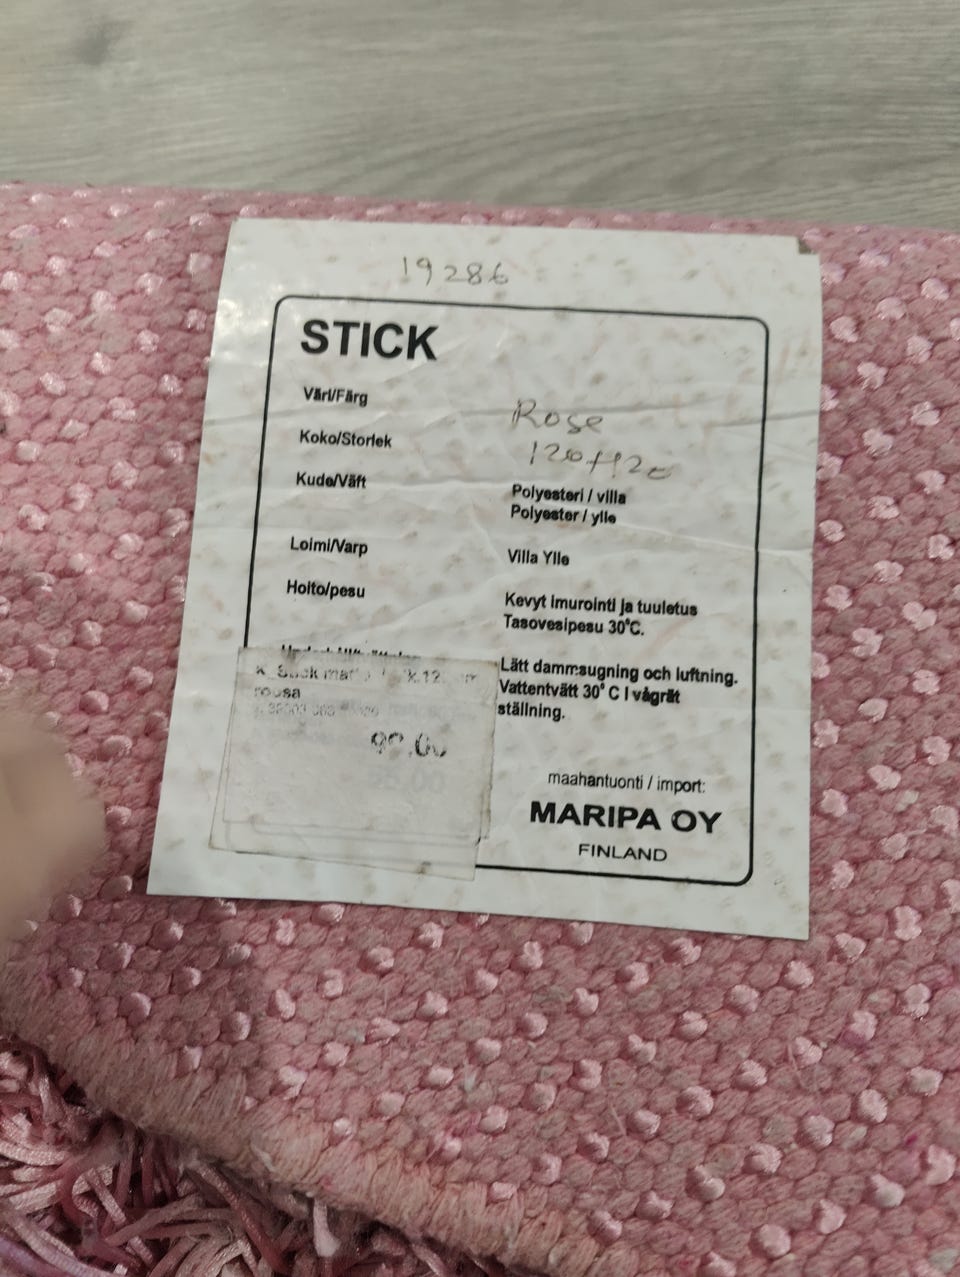 19286
STICK
Väri/Färg Rose
Koko/Storlek 120
Kude/Väft Polyesteri / villa
Polyester / ylle
Loimi/Varp Villa Ylle
Hoito/pesu Kevyt imurointi ja tuuletus
Tasovesipesu 30°C.
Lätt dammsugning och luftning.
Vattentvätt 30° C i vågrät
ställning.
roosa
maahantuonti / import:
MARIPA OY
FINLAND